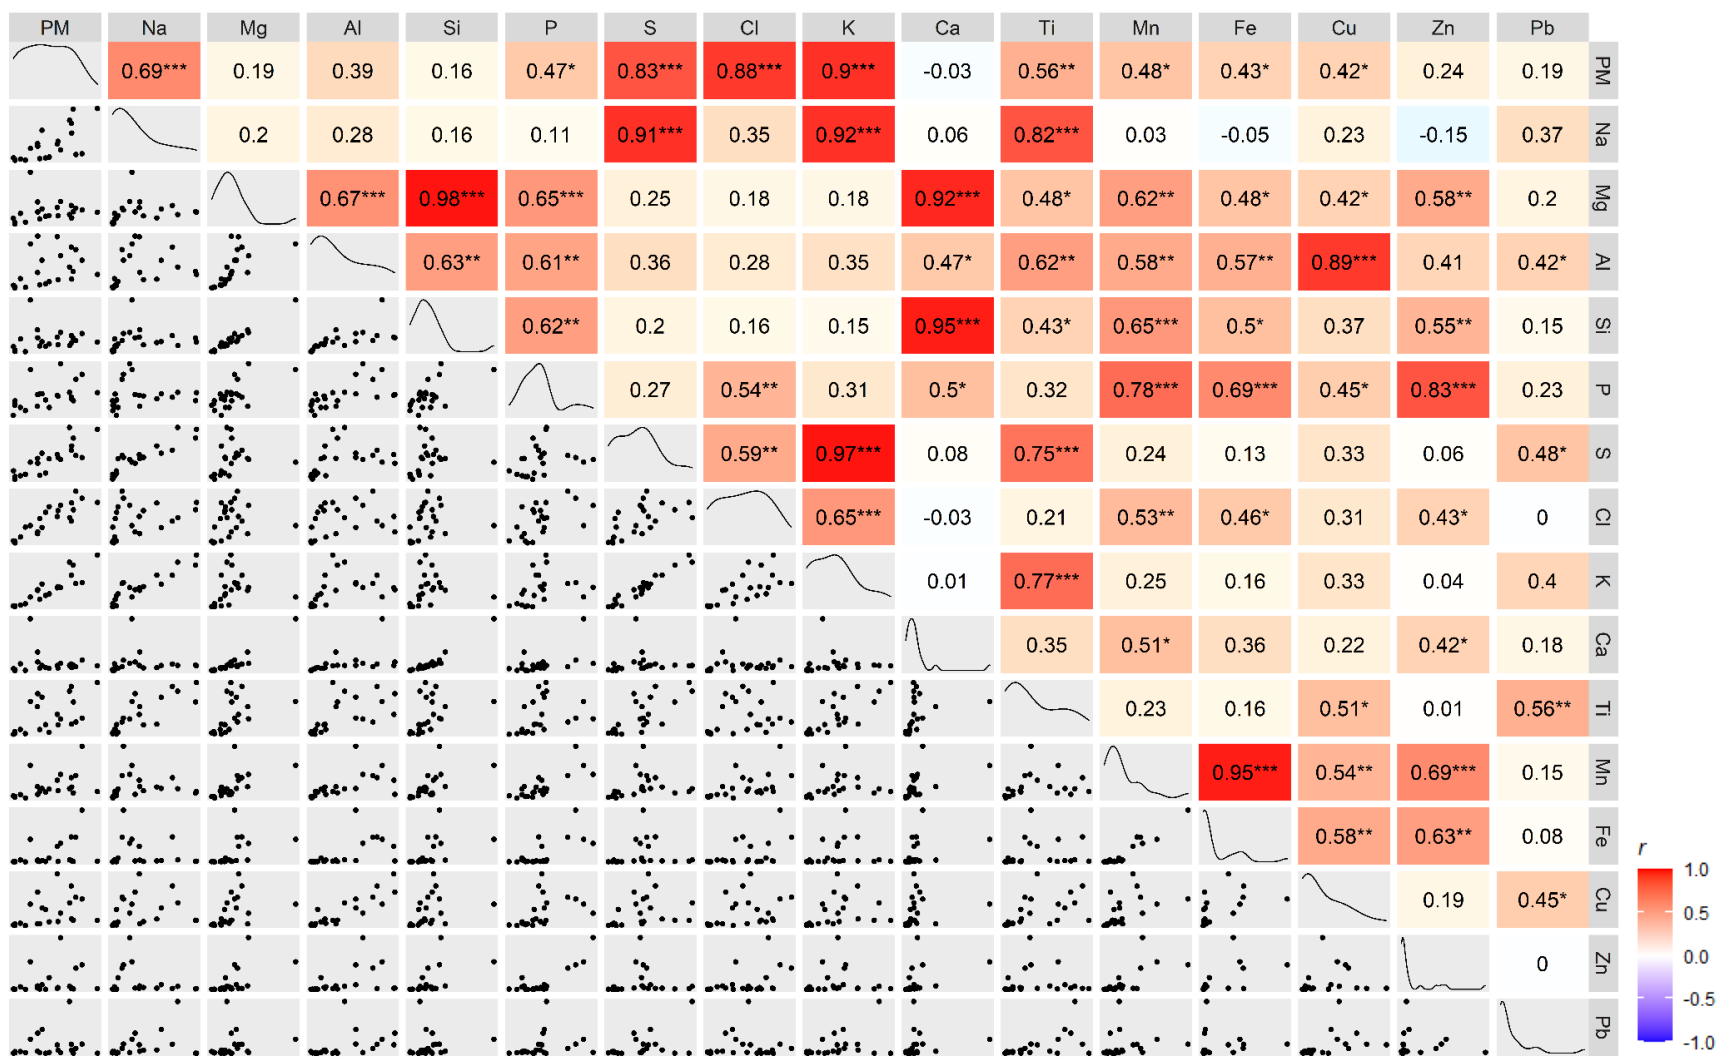 PM Na Mg Al Si P S Cl K Ca Ti Mn Fe Cu Zn Pb
0.69*** 0.19 0.39 0.16 0.47* 0.83*** 0.88*** 0.9*** -0.03 0.56** 0.48* 0.43* 0.42* 0.24 0.19 PM
0.2 0.28 0.16 0.11 0.91*** 0.35 0.92*** 0.06 0.82*** 0.03 -0.05 0.23 -0.15 0.37 Na
0.67*** 0.98*** 0.65*** 0.25 0.18 0.18 0.92*** 0.48* 0.62** 0.48* 0.42* 0.58** 0.2 Mg
0.63** 0.61** 0.36 0.28 0.35 0.47* 0.62** 0.58** 0.57** 0.89*** 0.41 0.42* Al
0.62** 0.2 0.16 0.15 0.95*** 0.43* 0.65*** 0.5* 0.37 0.55** 0.15 Si
0.27 0.54** 0.31 0.5* 0.32 0.78*** 0.69*** 0.45* 0.83*** 0.23 P
0.59** 0.97*** 0.08 0.75*** 0.24 0.13 0.33 0.06 0.48* S
0.65*** -0.03 0.21 0.53** 0.46* 0.31 0.43* 0 Cl
0.01 0.77*** 0.25 0.16 0.33 0.04 0.4 K
0.35 0.51* 0.36 0.22 0.42* 0.18 Ca
0.23 0.16 0.51* 0.01 0.56** Ti
0.95*** 0.54** 0.69*** 0.15 Mn
0.58** 0.63** 0.08 Fe
0.19 0.45* Cu
0 Zn
Pb
r
1.0
0.5
0.0
-0.5
-1.0